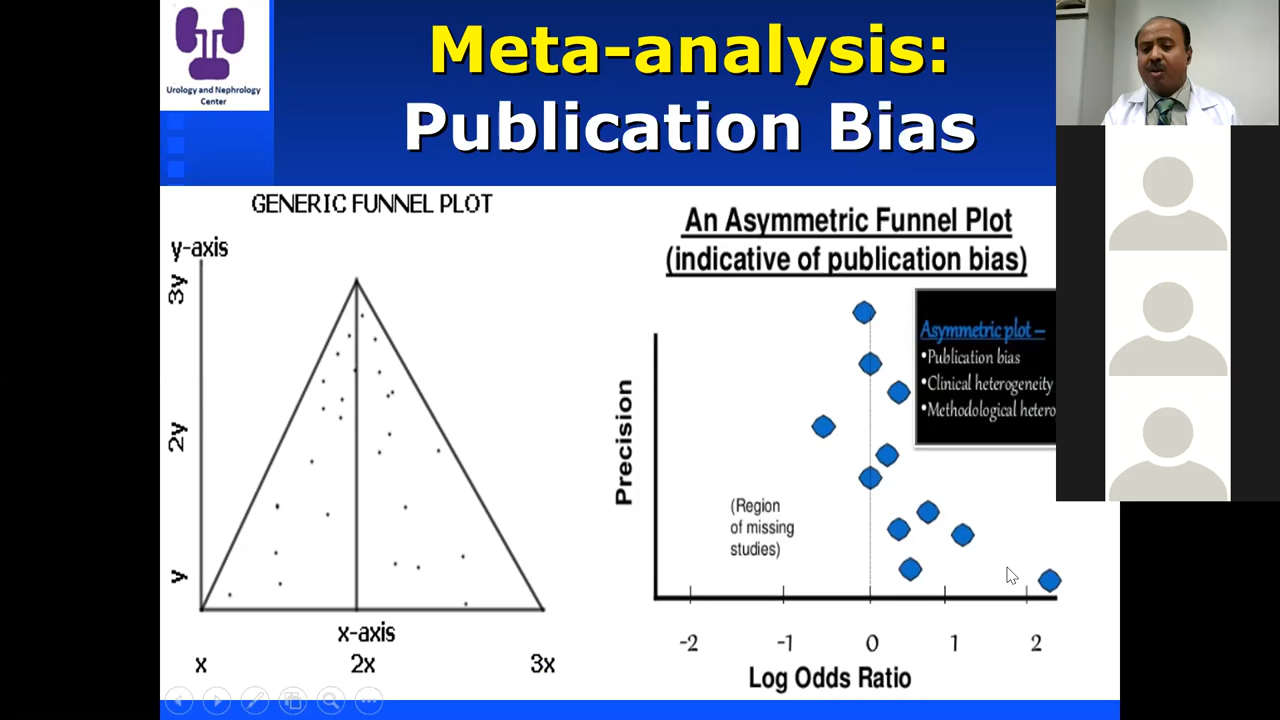 Urology and Nephrology
Center
Meta-analysis:
Publication Bias
GENERIC FUNNEL PLOT
y-axis
3y
2y
y
x-axis
x 2x 3x
An Asymmetric Funnel Plot
(indicative of publication bias)
Asymmetric plot –
•Publication bias
•Clinical heterogeneity
•Methodological hetero
Precision
(Region
of missing
studies)
-2 -1 0 1 2
Log Odds Ratio